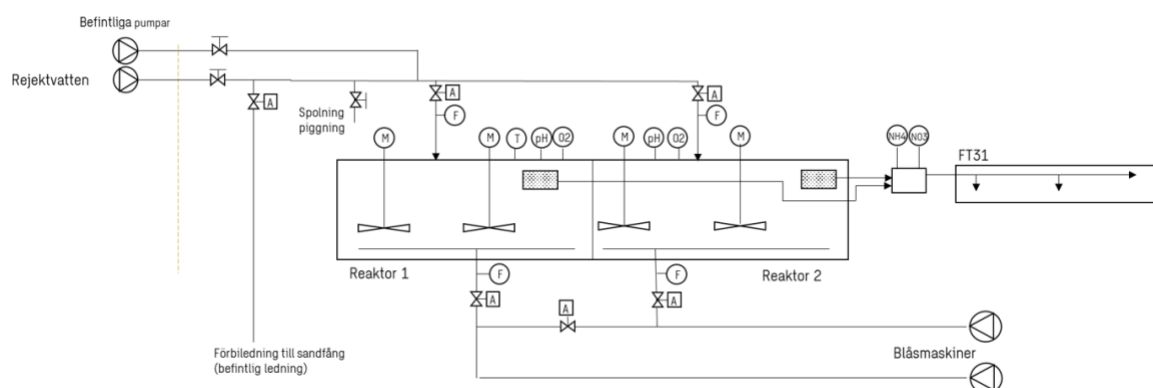 Befintliga pumpar
Rejektvatten
A
Spolning
piggning
A
F
A
F
M
M
T
pH
O2
M
pH
O2
M
NH4
NO3
FT31
Reaktor 1
F
A
A
F
A
Reaktor 2
Förbiledning till sandfång
(befintlig ledning)
Blåsmaskiner